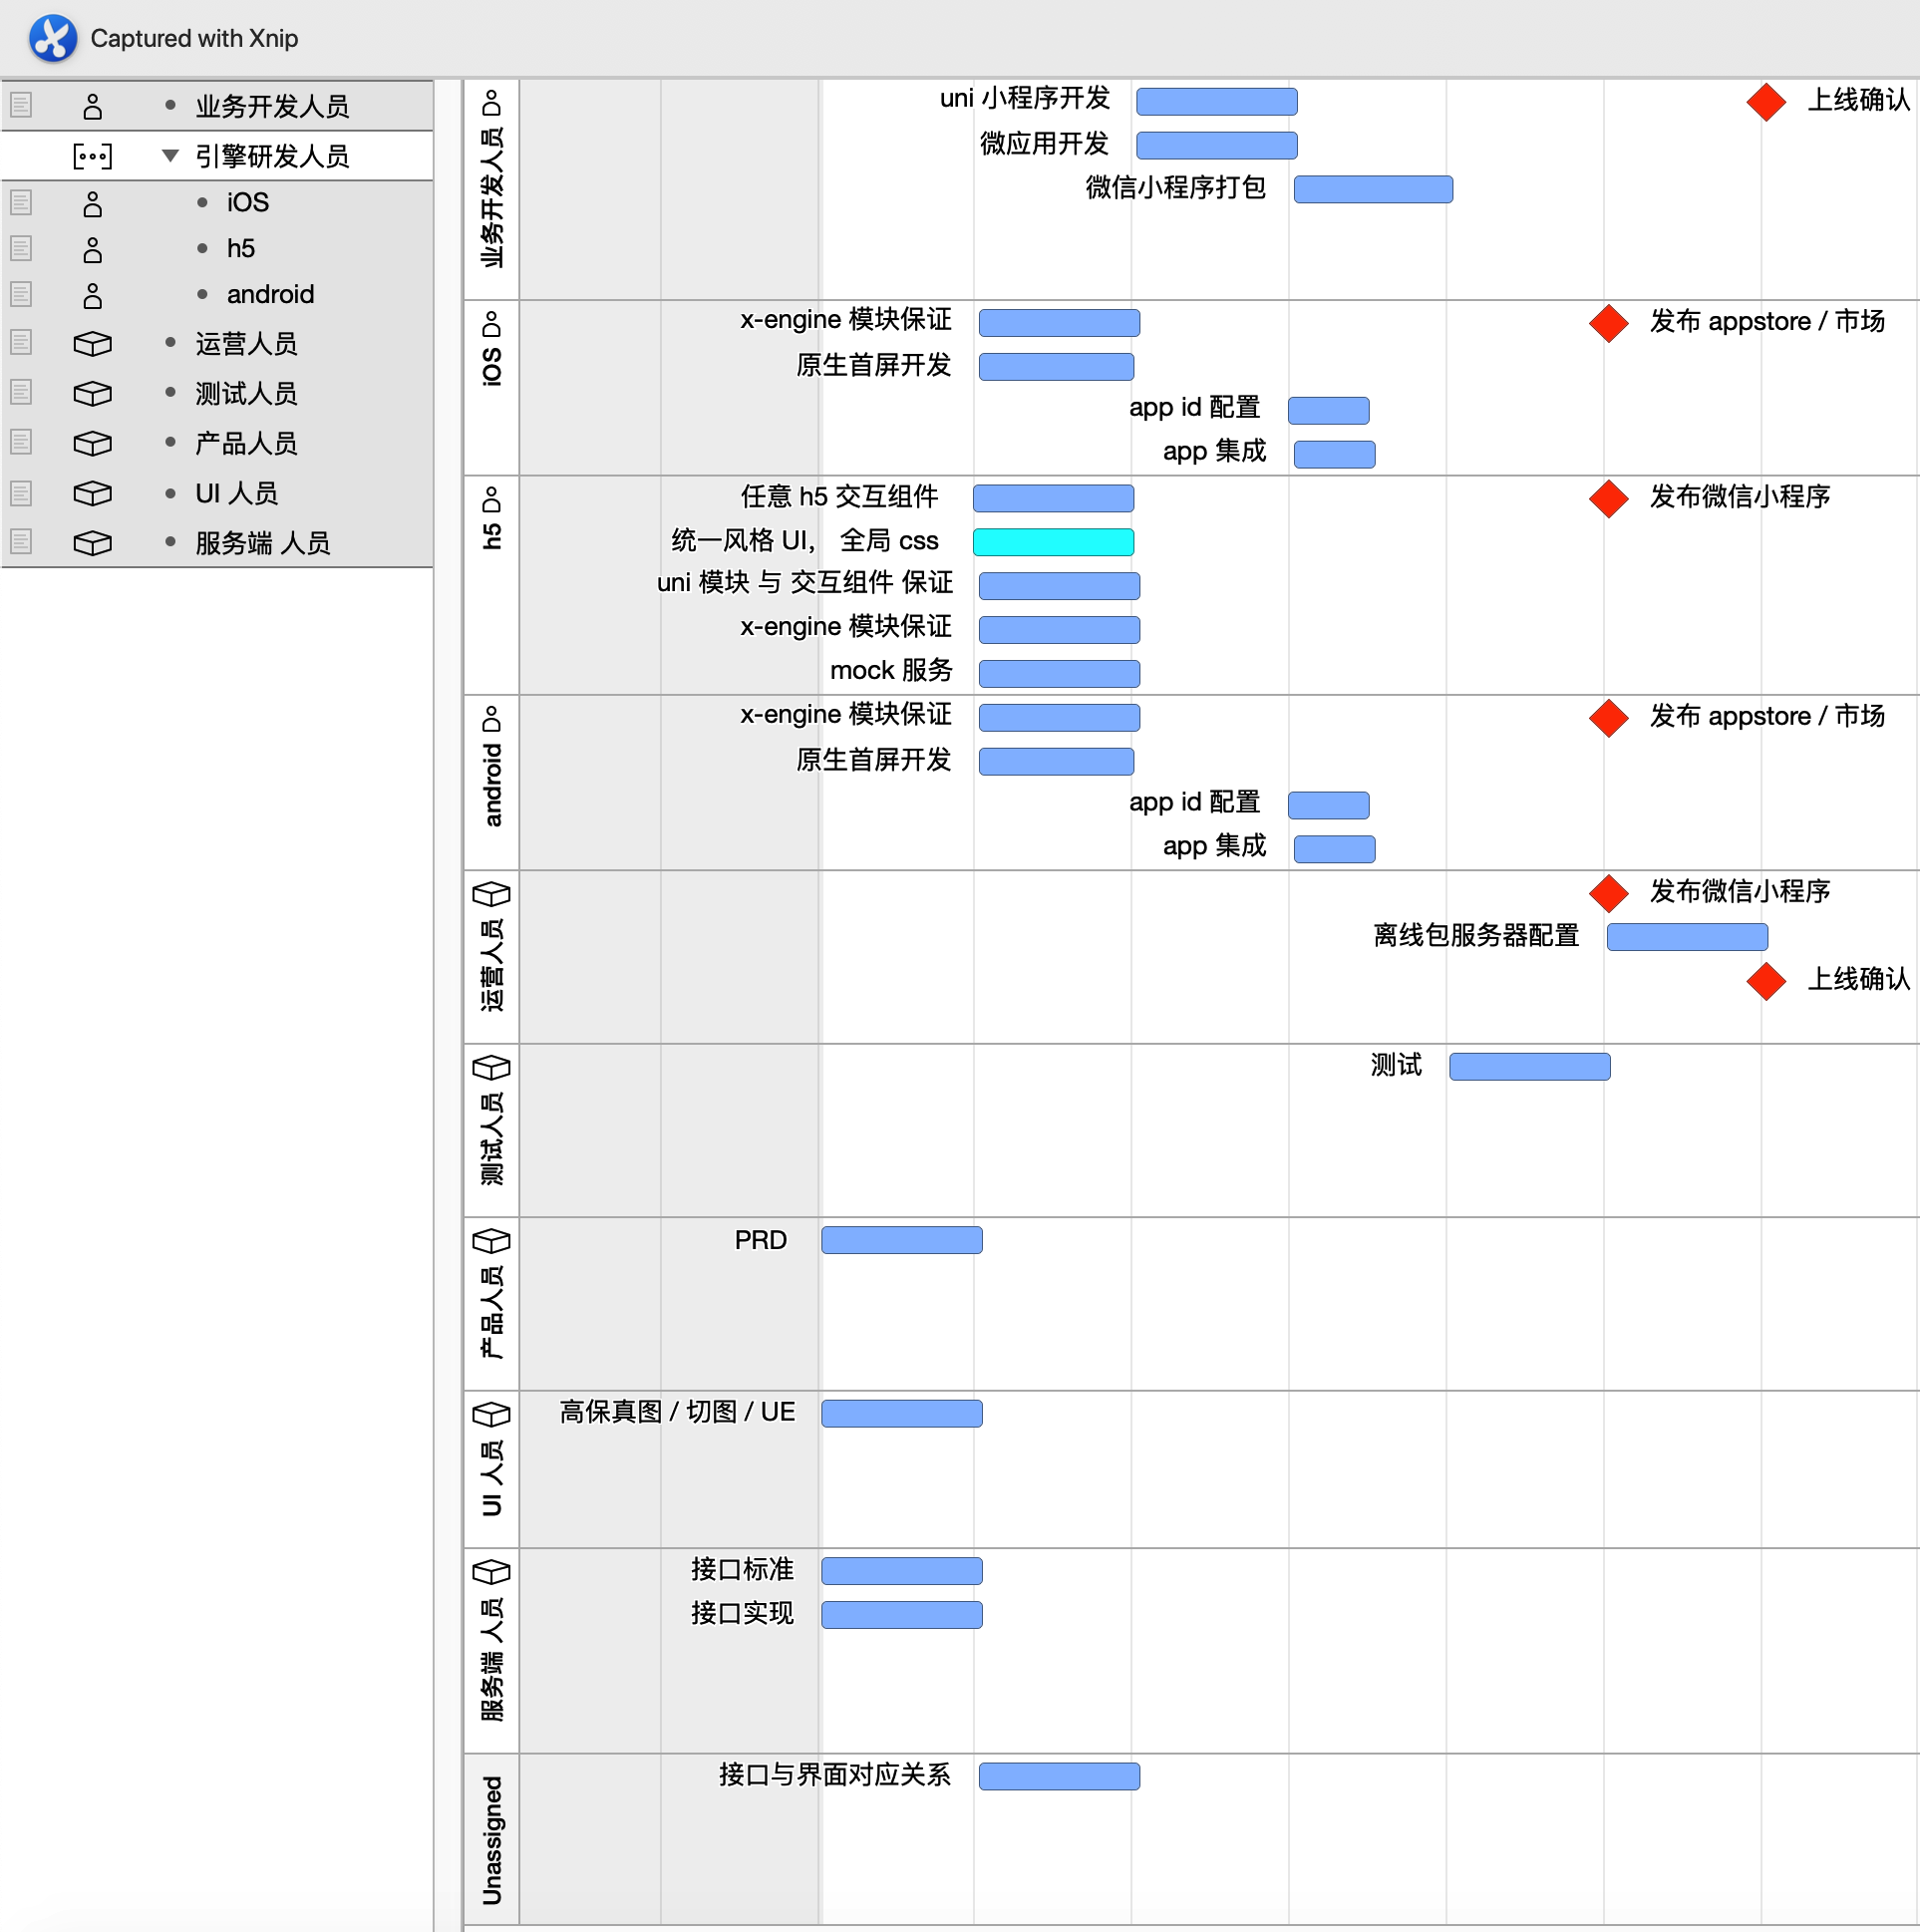 Captured with Xnip
业务开发人员
引擎研发人员
iOS
h5
android
运营人员
测试人员
产品人员
UI 人员
服务端 人员
业务开发人员
uni 小程序开发
上线确认
微应用开发
微信小程序打包
iOS
x-engine 模块保证
发布 appstore / 市场
原生首屏开发
app id 配置
app 集成
h5
任意 h5 交互组件
发布微信小程序
统一风格 UI， 全局 css
uni 模块 与 交互组件 保证
x-engine 模块保证
mock 服务
android
x-engine 模块保证
发布 appstore / 市场
原生首屏开发
app id 配置
app 集成
运营人员
发布微信小程序
离线包服务器配置
上线确认
测试人员
测试
产品人员
PRD
UI 人员
高保真图 / 切图 / UE
服务端 人员
接口标准
接口实现
Unassigned
接口与界面对应关系